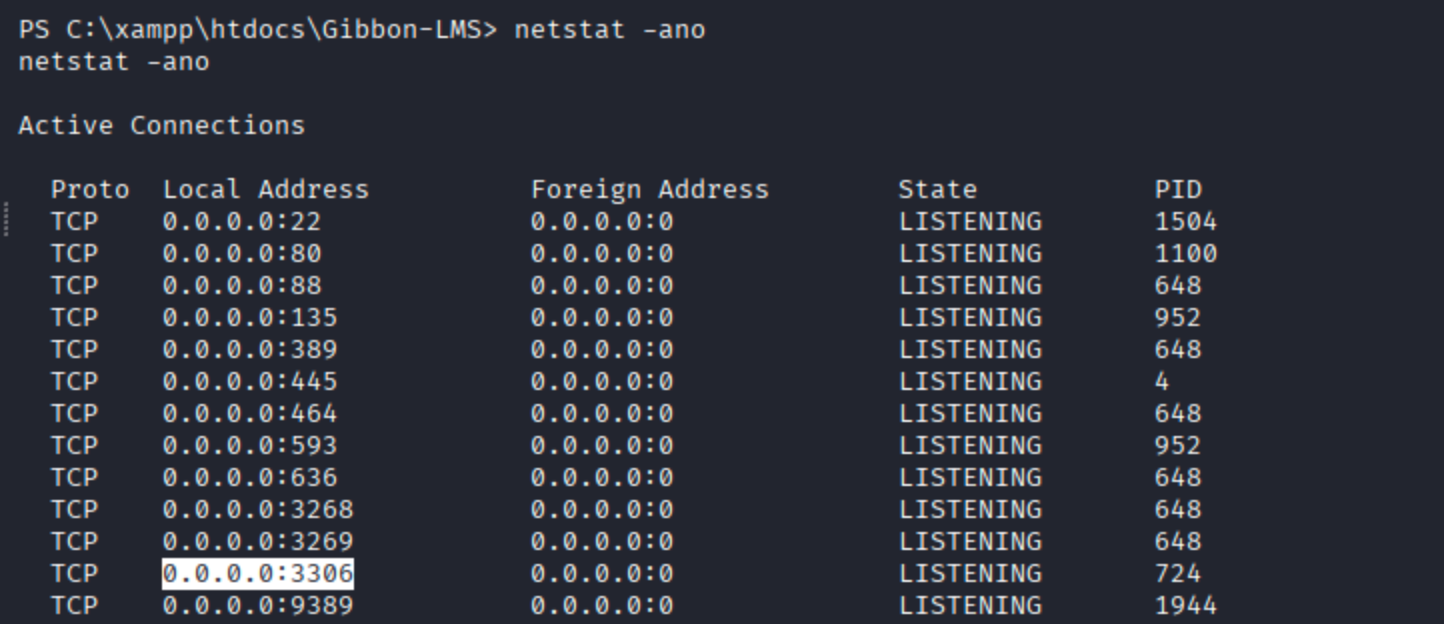 PS C:\xampp\htdocs\Gibbon-LMS> netstat -ano
netstat -ano
Active Connections
Proto  Local Address          Foreign Address        State           PID
TCP    0.0.0.0:22             0.0.0.0:0              LISTENING       1504
TCP    0.0.0.0:80             0.0.0.0:0              LISTENING       1100
TCP    0.0.0.0:88             0.0.0.0:0              LISTENING       648
TCP    0.0.0.0:135            0.0.0.0:0              LISTENING       952
TCP    0.0.0.0:389            0.0.0.0:0              LISTENING       648
TCP    0.0.0.0:445            0.0.0.0:0              LISTENING       4
TCP    0.0.0.0:464            0.0.0.0:0              LISTENING       648
TCP    0.0.0.0:593            0.0.0.0:0              LISTENING       952
TCP    0.0.0.0:636            0.0.0.0:0              LISTENING       648
TCP    0.0.0.0:3268           0.0.0.0:0              LISTENING       648
TCP    0.0.0.0:3269           0.0.0.0:0              LISTENING       648
TCP    0.0.0.0:3306           0.0.0.0:0              LISTENING       724
TCP    0.0.0.0:9389           0.0.0.0:0              LISTENING       1944